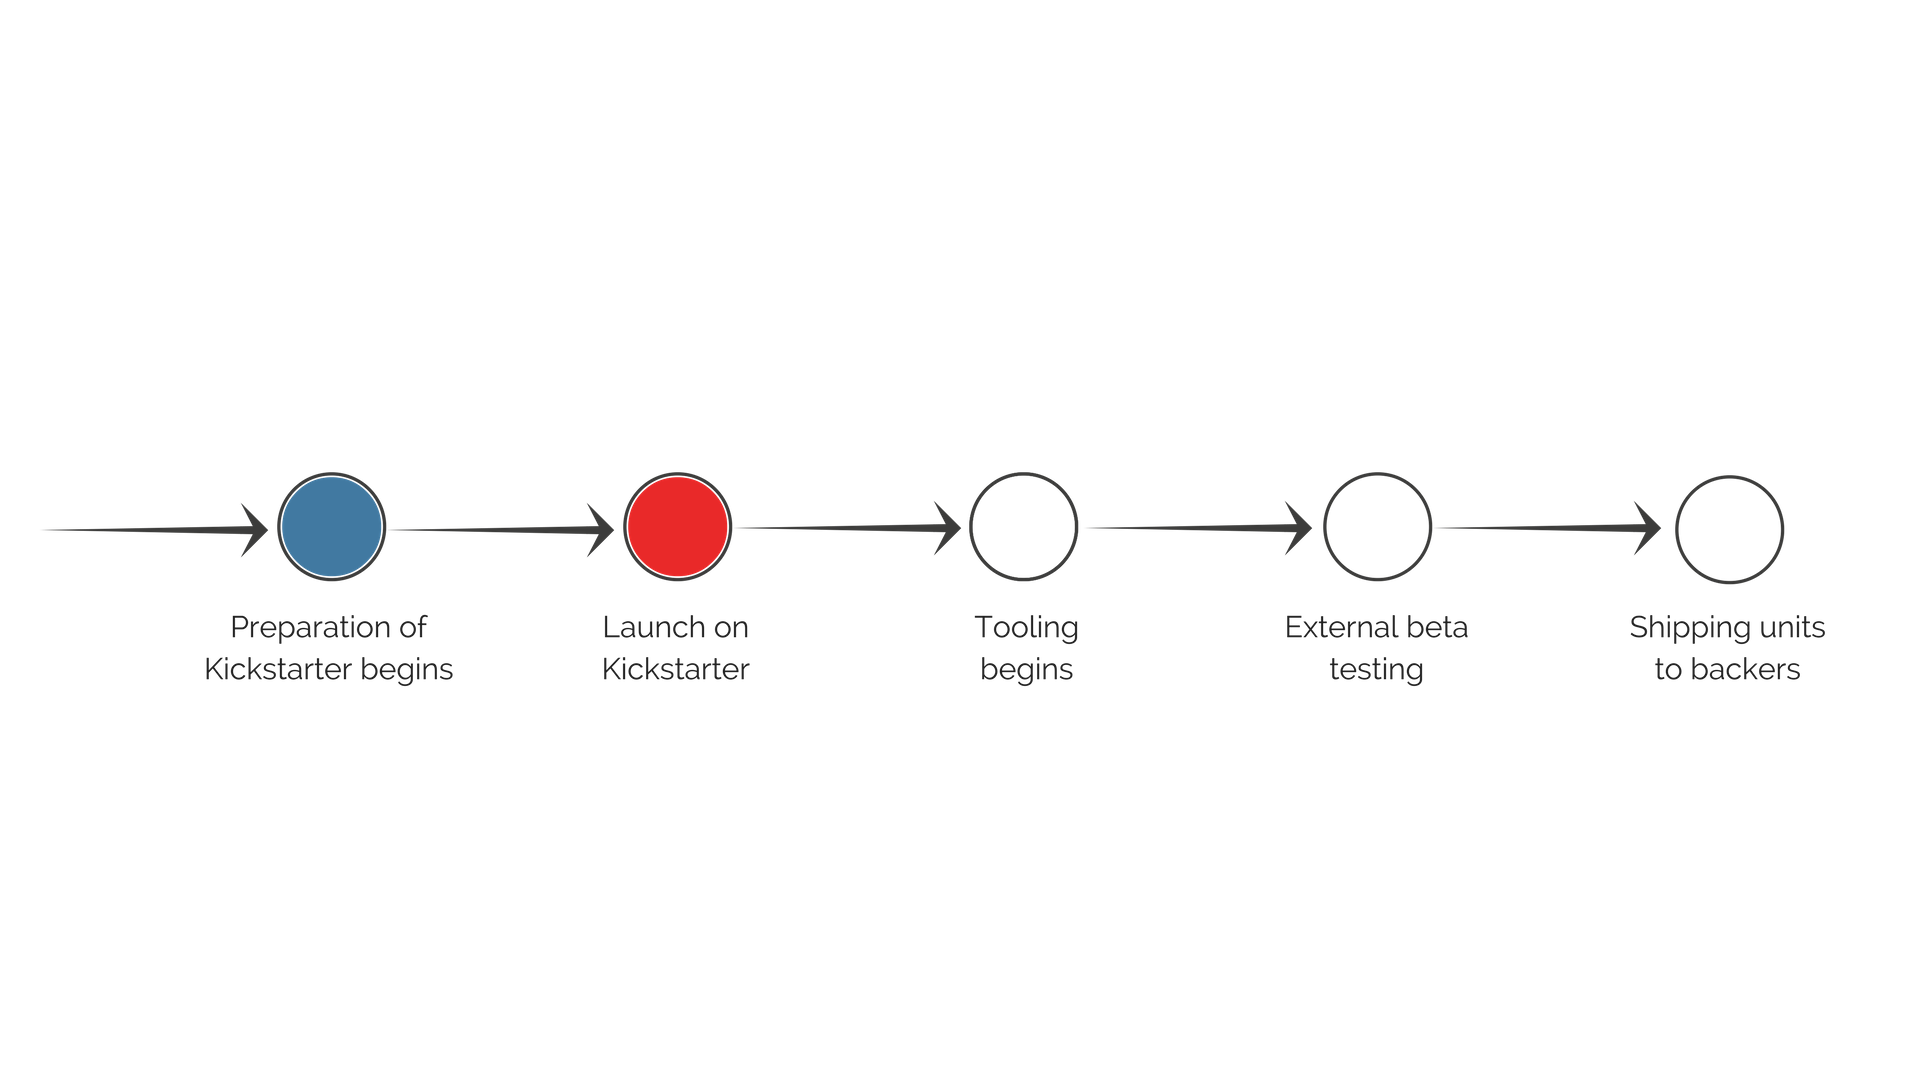 Preparation of
Kickstarter begins
Launch on
Kickstarter
Tooling
begins
External beta
testing
Shipping units
to backers